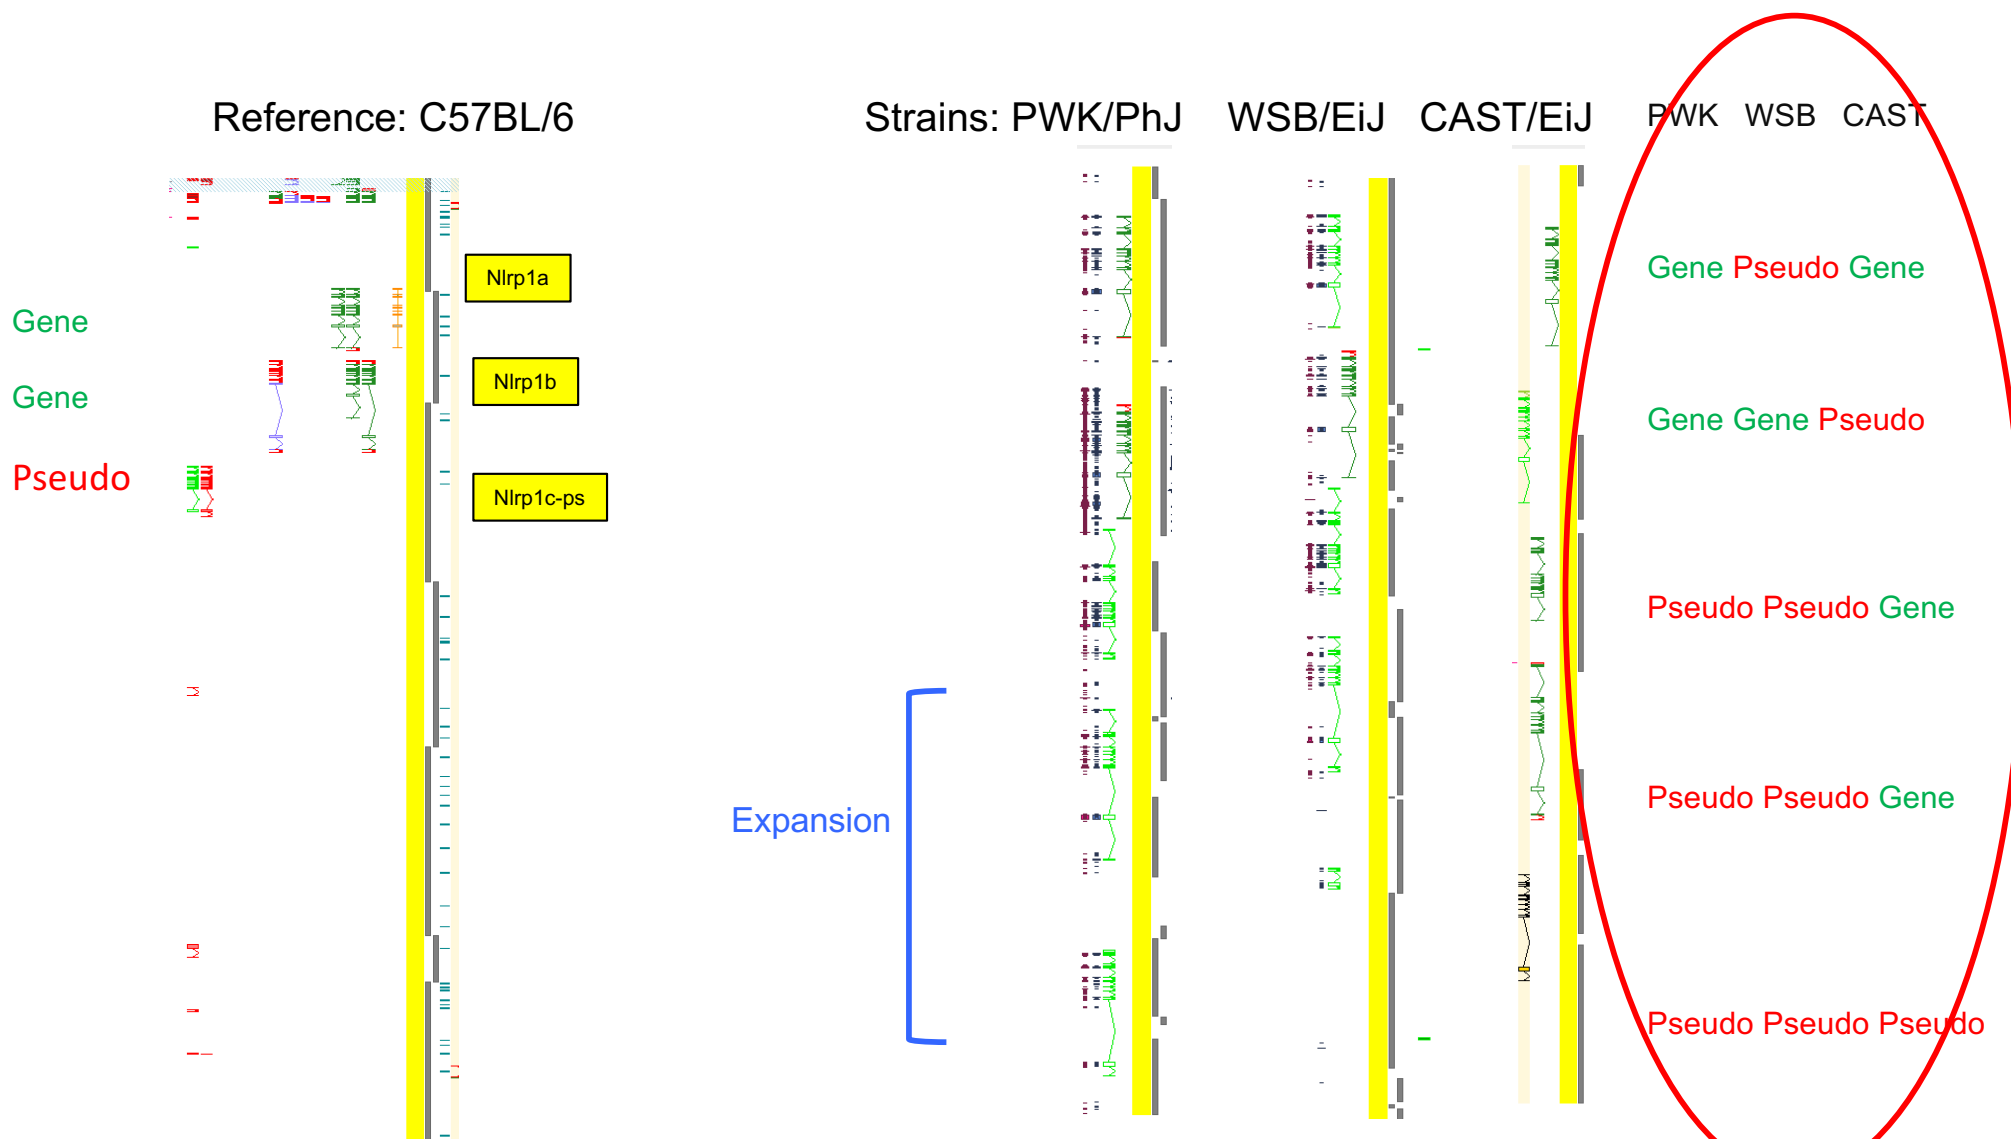 Reference: C57BL/6
Strains: PWK/PhJ WSB/EiJ CAST/EiJ
PWK WSB CAST
Nlrp1a
Gene Pseudo Gene
Gene
Nlrp1b
Gene
Gene Gene Pseudo
Pseudo
Nlrp1c-ps
Pseudo Pseudo Gene
Expansion
Pseudo Pseudo Gene
Pseudo Pseudo Pseudo